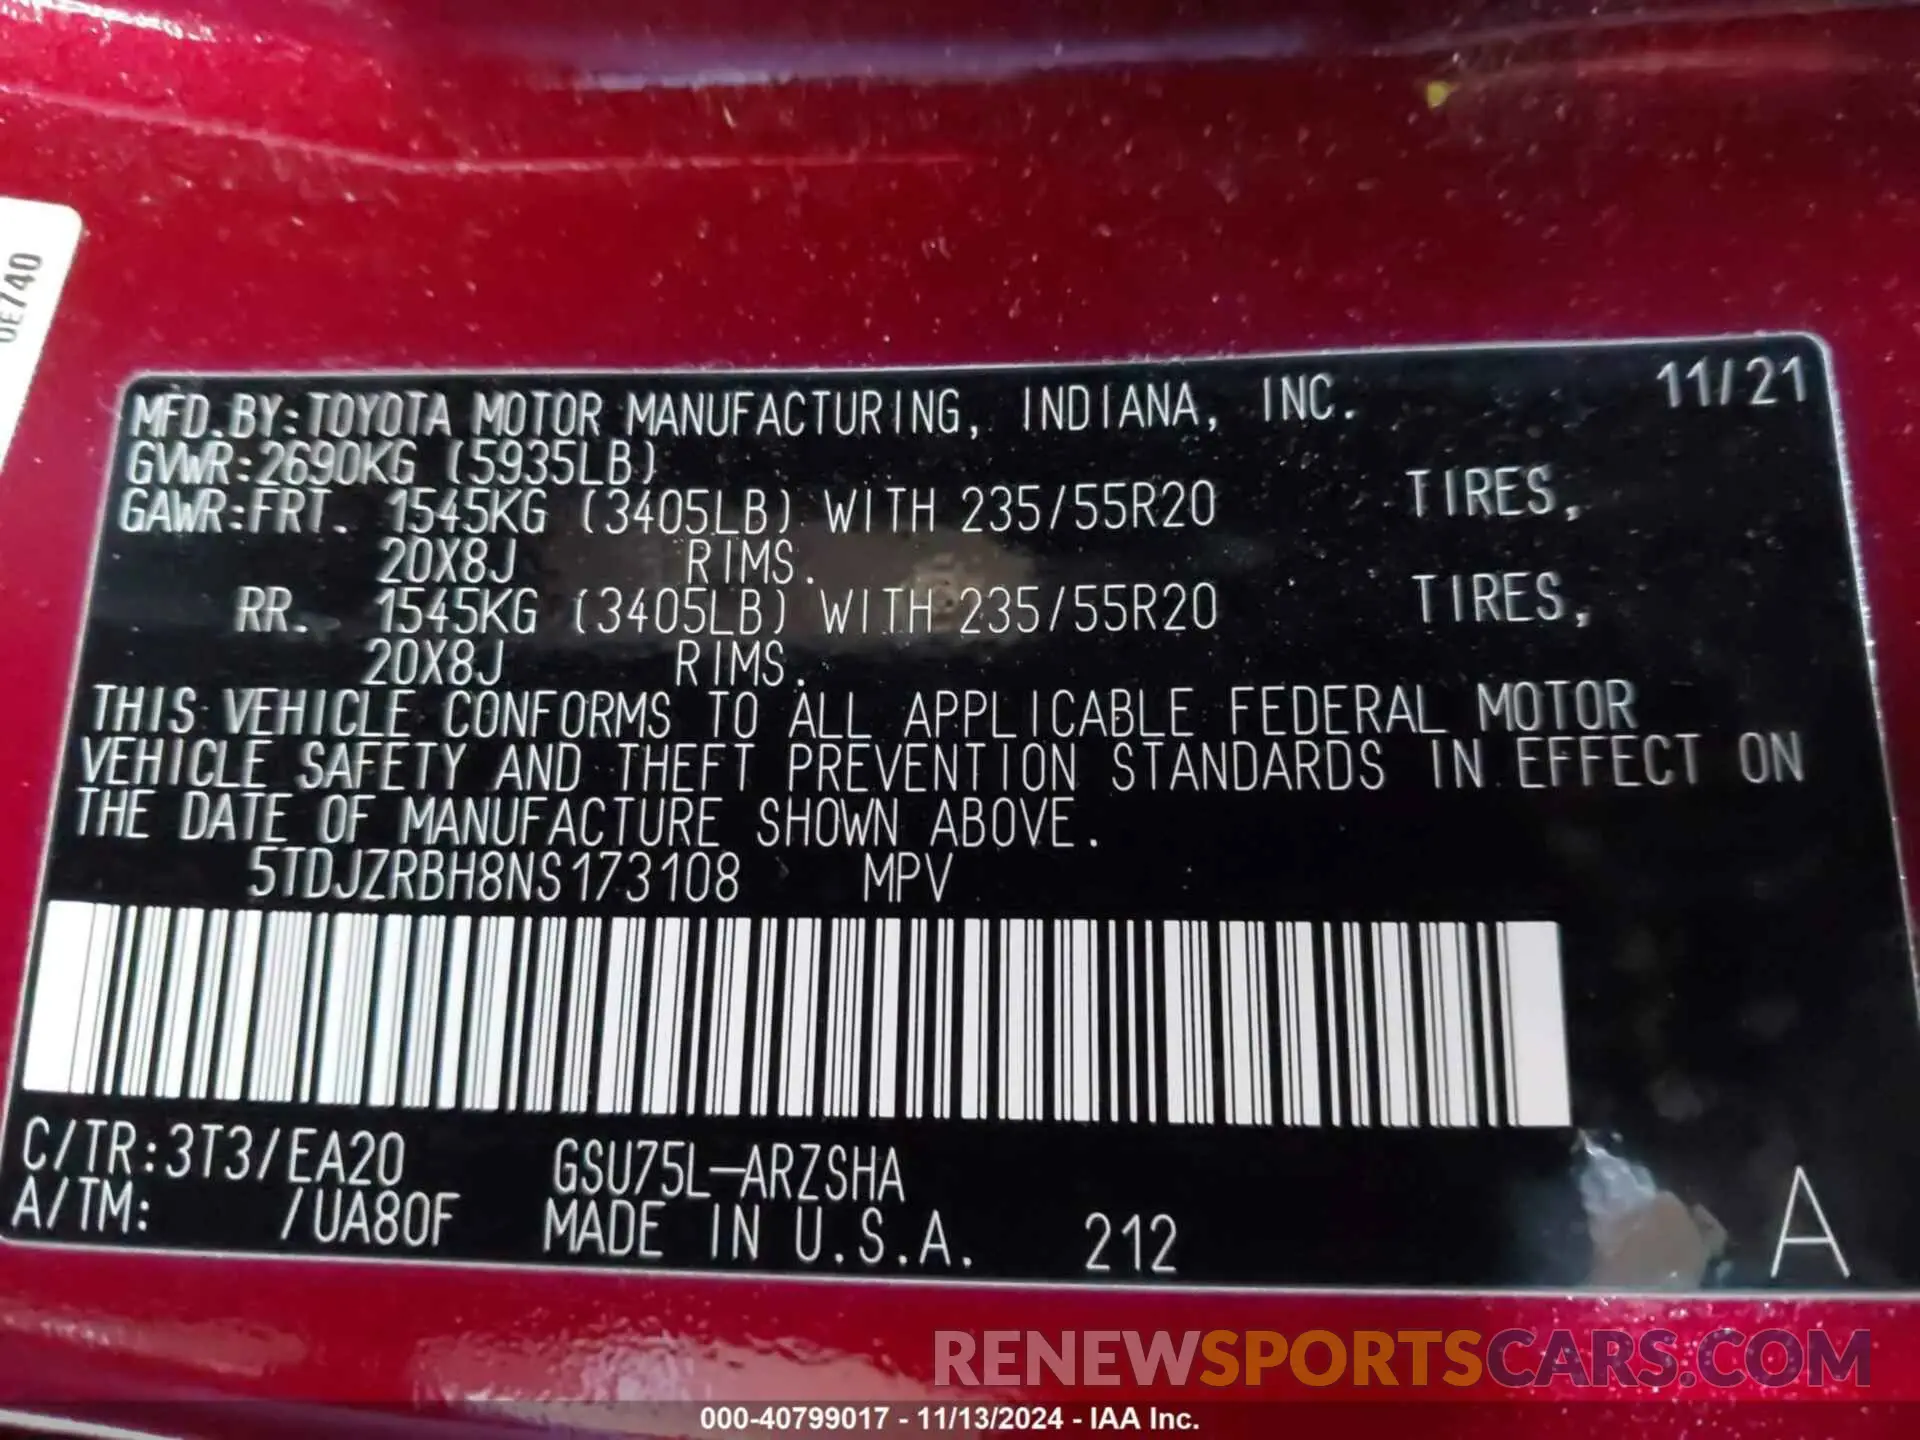 0E740
MFD.BY:TOYOTA MOTOR MANUFACTURING, INDIANA, INC. 11/21
GVWR:2690KG (5935LB)
GAWR:FRT. 1545KG (3405LB) WITH 235/55R20 TIRES,
20X8J RIMS.
RR. 1545KG (3405LB) WITH 235/55R20 TIRES,
20X8J RIMS.
THIS VEHICLE CONFORMS TO ALL APPLICABLE FEDERAL MOTOR
VEHICLE SAFETY AND THEFT PREVENTION STANDARDS IN EFFECT ON
THE DATE OF MANUFACTURE SHOWN ABOVE.
5TDJZRBH8NS173108 MPV
C/TR:3T3/EA20 GSU75L-ARZSHA
A/TM: /UA80F MADE IN U.S.A. 212 A
RENEWSPORTSCARS.COM
000-40799017 - 11/13/2024 - IAA Inc.